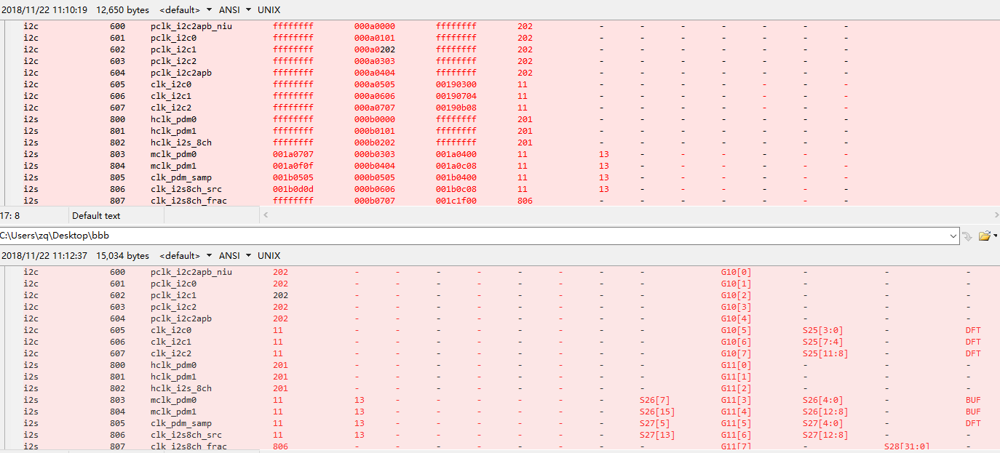 2018/11/22 11:10:19 12,650 bytes <default> ANSI UNIX
i2c 600 pclk_i2c2apb_niu ffffffff 000a0000 ffffffff 202 - - - - - - -
i2c 601 pclk_i2c0 ffffffff 000a0101 ffffffff 202 - - - - - - -
i2c 602 pclk_i2c1 ffffffff 000a0202 ffffffff 202 - - - - - - -
i2c 603 pclk_i2c2 ffffffff 000a0303 ffffffff 202 - - - - - - -
i2c 604 pclk_i2c2apb ffffffff 000a0404 ffffffff 202 - - - - - - -
i2c 605 clk_i2c0 ffffffff 000a0505 00190300 11 - - - - - - -
i2c 606 clk_i2c1 ffffffff 000a0606 00190704 11 - - - - - - -
i2c 607 clk_i2c2 ffffffff 000a0707 00190b08 11 - - - - - - -
i2s 800 hclk_pdm0 ffffffff 000b0000 ffffffff 201 - - - - - - -
i2s 801 hclk_pdm1 ffffffff 000b0101 ffffffff 201 - - - - - - -
i2s 802 hclk_i2s_8ch ffffffff 000b0202 ffffffff 201 - - - - - - -
i2s 803 mclk_pdm0 001a0707 000b0303 001a0400 11 13 - - - - - -
i2s 804 mclk_pdm1 001a0f0f 000b0404 001a0c08 11 13 - - - - - -
i2s 805 clk_pdm_samp 001b0505 000b0505 001b0400 11 13 - - - - - -
i2s 806 clk_i2s8ch_src 001b0d0d 000b0606 001b0c08 11 13 - - - - - -
i2s 807 clk_i2s8ch_frac ffffffff 000b0707 001c1f00 806 - - - - - - -
17: 8 Default text
C:\Users\zq\Desktop\bbb
2018/11/22 11:12:37 15,034 bytes <default> ANSI UNIX
i2c 600 pclk_i2c2apb_niu 202 - - - - - - - - G10[0] - - -
i2c 601 pclk_i2c0 202 - - - - - - - - G10[1] - - -
i2c 602 pclk_i2c1 202 - - - - - - - - G10[2] - - -
i2c 603 pclk_i2c2 202 - - - - - - - - G10[3] - - -
i2c 604 pclk_i2c2apb 202 - - - - - - - - G10[4] - - -
i2c 605 clk_i2c0 11 - - - - - - - - G10[5] S25[3:0] - DFT
i2c 606 clk_i2c1 11 - - - - - - - - G10[6] S25[7:4] - DFT
i2c 607 clk_i2c2 11 - - - - - - - - G10[7] S25[11:8] - DFT
i2s 800 hclk_pdm0 201 - - - - - - - - G11[0] - - -
i2s 801 hclk_pdm1 201 - - - - - - - - G11[1] - - -
i2s 802 hclk_i2s_8ch 201 - - - - - - - - G11[2] - - -
i2s 803 mclk_pdm0 11 13 - - - - - - S26[7] G11[3] S26[4:0] - BUF
i2s 804 mclk_pdm1 11 13 - - - - - - S26[15] G11[4] S26[12:8] - BUF
i2s 805 clk_pdm_samp 11 13 - - - - - - S27[5] G11[5] S27[4:0] - DFT
i2s 806 clk_i2s8ch_src 11 13 - - - - - - S27[13] G11[6] S27[12:8] - -
i2s 807 clk_i2s8ch_frac 806 - - - - - - - - G11[7] - S28[31:0] -